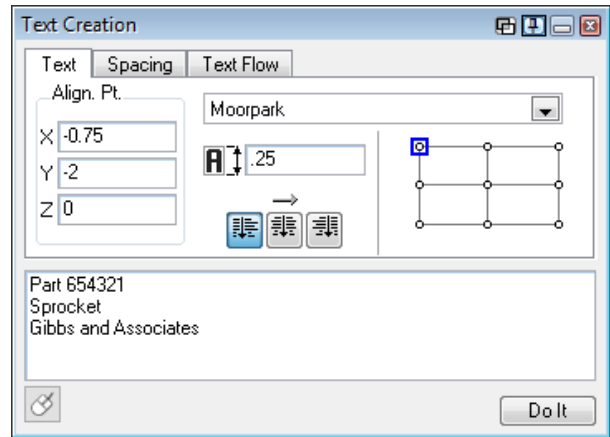 Text Creation
Text Spacing Text Flow
Align. Pt.
Moorpark
X -0.75
Y -2
Z 0
A .25
Part 654321
Sprocket
Gibbs and Associates
Do It